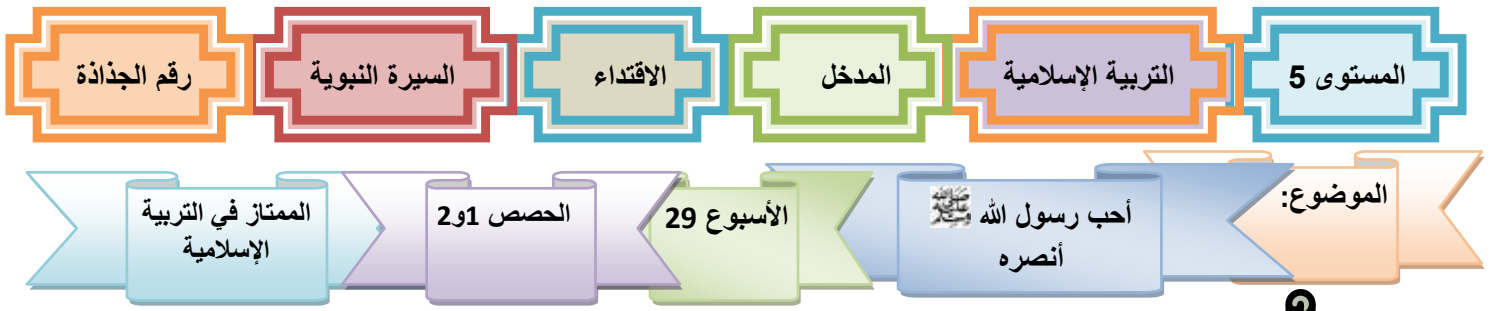 المستوى 5
التربية الإسلامية
المدخل
الاقتداء
السيرة النبوية
رقم الجذاذة
الموضوع:
أحب رسول الله ﷺ
أنصره
الأسبوع 29
الحصص 1و2
الممتاز في التربية
الإسلامية